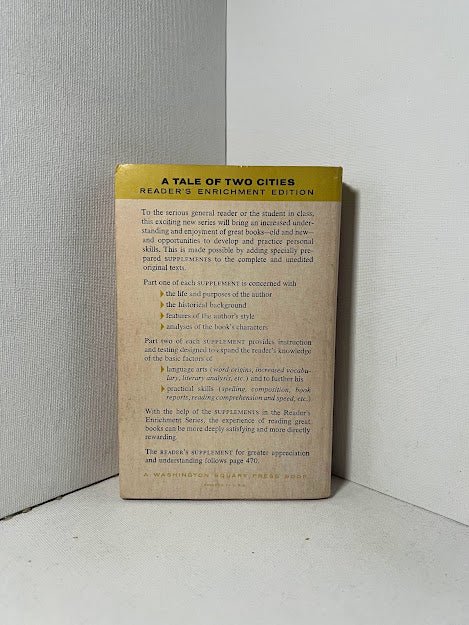 A TALE OF TWO CITIES
READER'S ENRICHMENT EDITION
To the serious general reader or the student in class,
this exciting new series will bring an increased under-
standing and enjoyment of great books—old and new—
and opportunities to develop and practice personal
skills. This is made possible by adding specially pre-
pared SUPPLEMENTS to the complete and unedited
original texts.
Part one of each SUPPLEMENT is concerned with
the life and purposes of the author
the historical background
features of the author's style
analyses of the book's characters
Part two of each SUPPLEMENT provides instruction
and testing designed to expand the reader's knowledge
of the basic factors of
language arts (word origins, increased vocabu-
lary, literary analysis, etc.) and to further his
practical skills (spelling, composition, book
reports, reading comprehension and speed, etc.)
With the help of the SUPPLEMENTS in the Reader's
Enrichment Series, the experience of reading great
books can be more deeply satisfying and more directly
rewarding.
The READER'S SUPPLEMENT for greater appreciation
and understanding follows page 470.
A WASHINGTON SQUARE PRESS BOOK